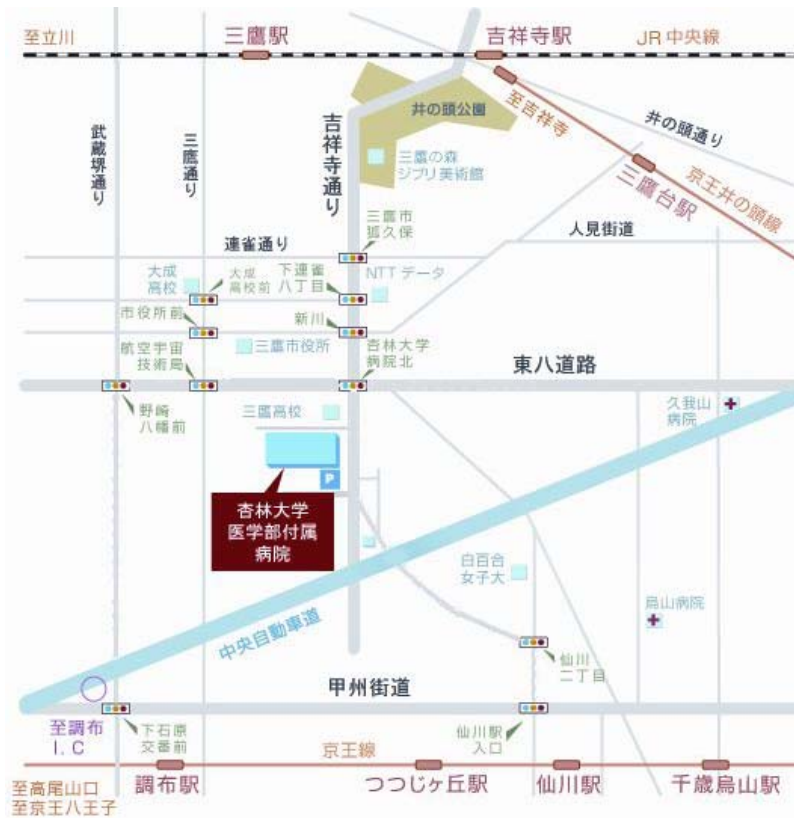 至立川
三鷹駅
吉祥寺駅
JR 中央線
井の頭公園
至吉祥寺
井の頭通り
武蔵堺通り
三鷹通り
吉祥寺通り
三鷹の森
ジブリ美術館
三鷹台駅
京王井の頭線
三鷹市
狐久保
人見街道
連雀通り
大成
高校
大成
高校前
下連雀
八丁目
NTT データ
市役所前
新川
三鷹市役所
航空宇宙
技術局
杏林大学
病院北
東八道路
野崎
八幡前
三鷹高校
久我山
病院
P
杏林大学
医学部付属
病院
白百合
女子大
烏山病院
中央自動車道
仙川
二丁目
甲州街道
至調布
I. C
下石原
交番前
仙川駅
入口
京王線
至高尾山口
至京王八王子
調布駅
つつじヶ丘駅
仙川駅
千歳烏山駅